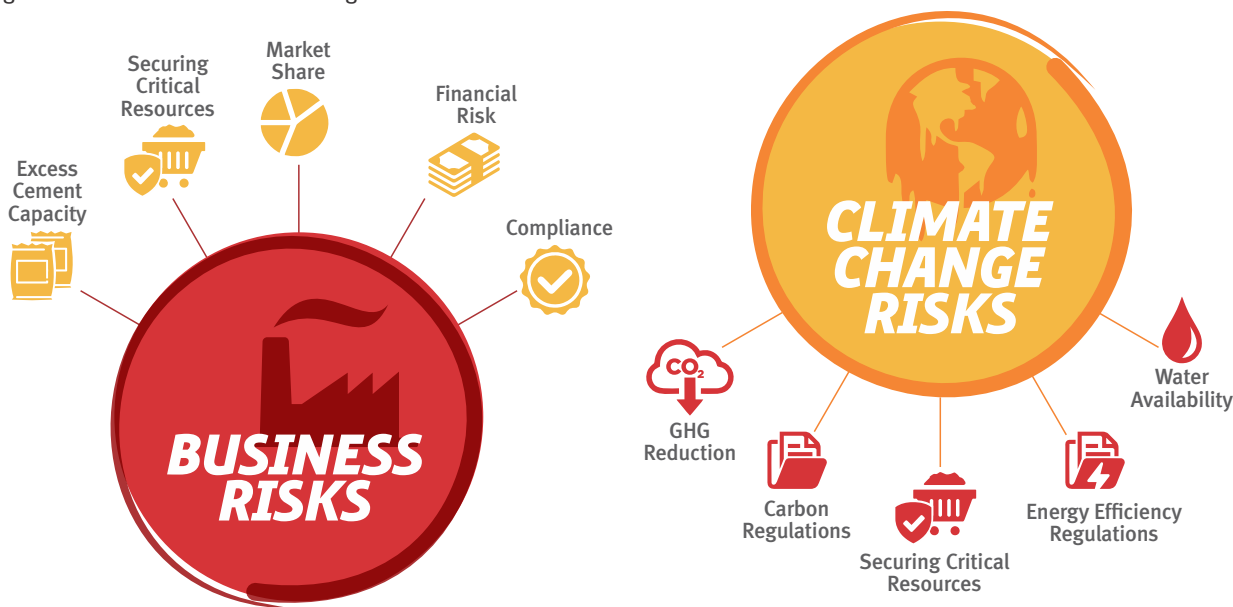 Market
Share
Securing
Critical
Resources
Financial
Risk
Excess
Cement
Capacity
Compliance
BUSINESS
RISKS
CLIMATE
CHANGE
RISKS
CO₂
GHG
Reduction
Carbon
Regulations
Securing Critical
Resources
Energy Efficiency
Regulations
Water
Availability